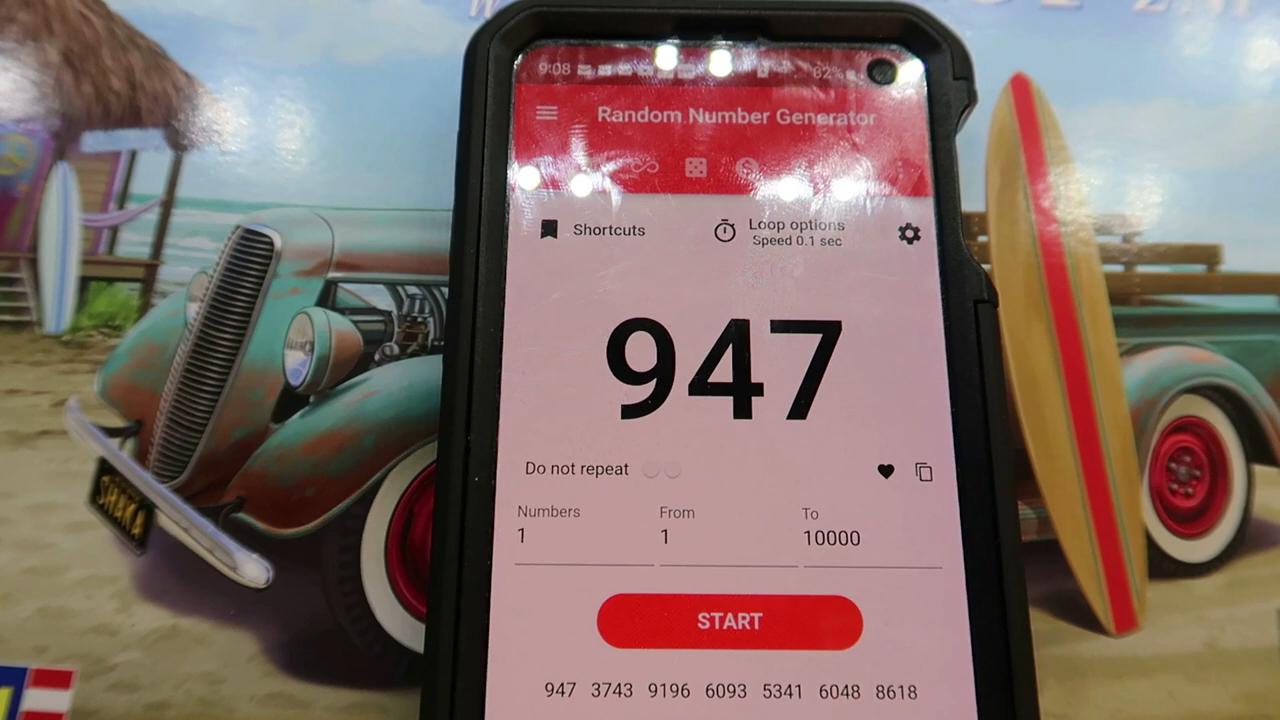 9:08 82%
Random Number Generator
Shortcuts
Loop options
Speed 0.1 sec
947
Do not repeat
Numbers From To
1 1 10000
START
947 3743 9196 6093 5341 6048 8618
SHAKA